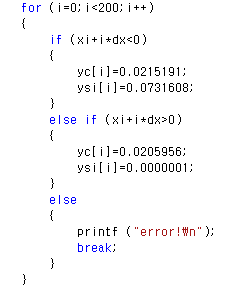 for (i=0;i<200;i++)
{
if (xi+i*dx<0)
{
yc[i]=0.0215191;
ysi[i]=0.0731608;
}
else if (xi+i*dx>0)
{
yc[i]=0.0205956;
ysi[i]=0.0000001;
}
else
{
printf ("error!₩n");
break;
}
}